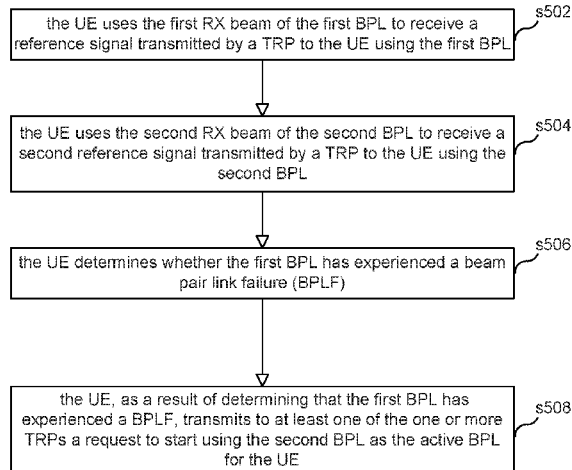 the UE uses the first RX beam of the first BPL to receive a
reference signal transmitted by a TRP to the UE using the first BPL
s502
the UE uses the second RX beam of the second BPL to receive a
second reference signal transmitted by a TRP to the UE using the
second BPL
s504
the UE determines whether the first BPL has experienced a beam
pair link failure (BPLF)
s506
the UE, as a result of determining that the first BPL has
experienced a BPLF, transmits to at least one of the one or more
TRPs a request to start using the second BPL as the active BPL
for the UE
s508